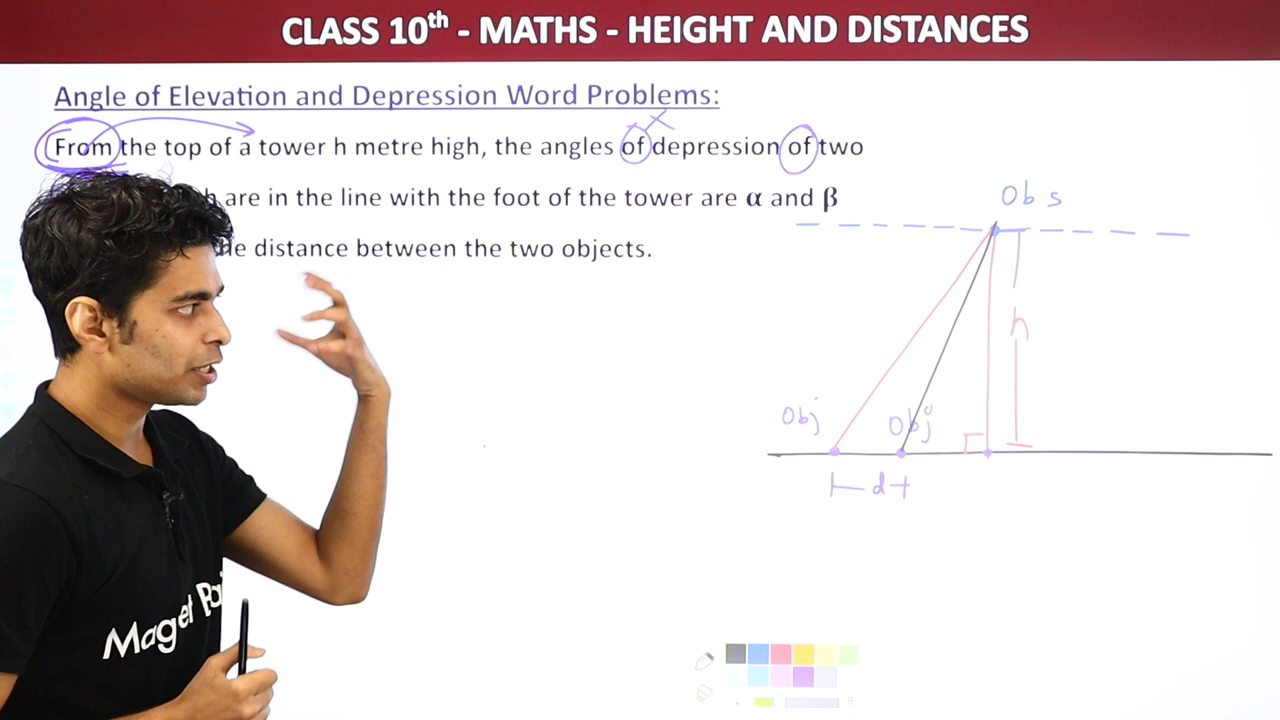 CLASS 10th - MATHS - HEIGHT AND DISTANCES
Angle of Elevation and Depression Word Problems:
From the top of a tower h metre high, the angles of depression of two
are in the line with the foot of the tower are α and β
distance between the two objects.
Obs
h
Obj
Obj
d
9